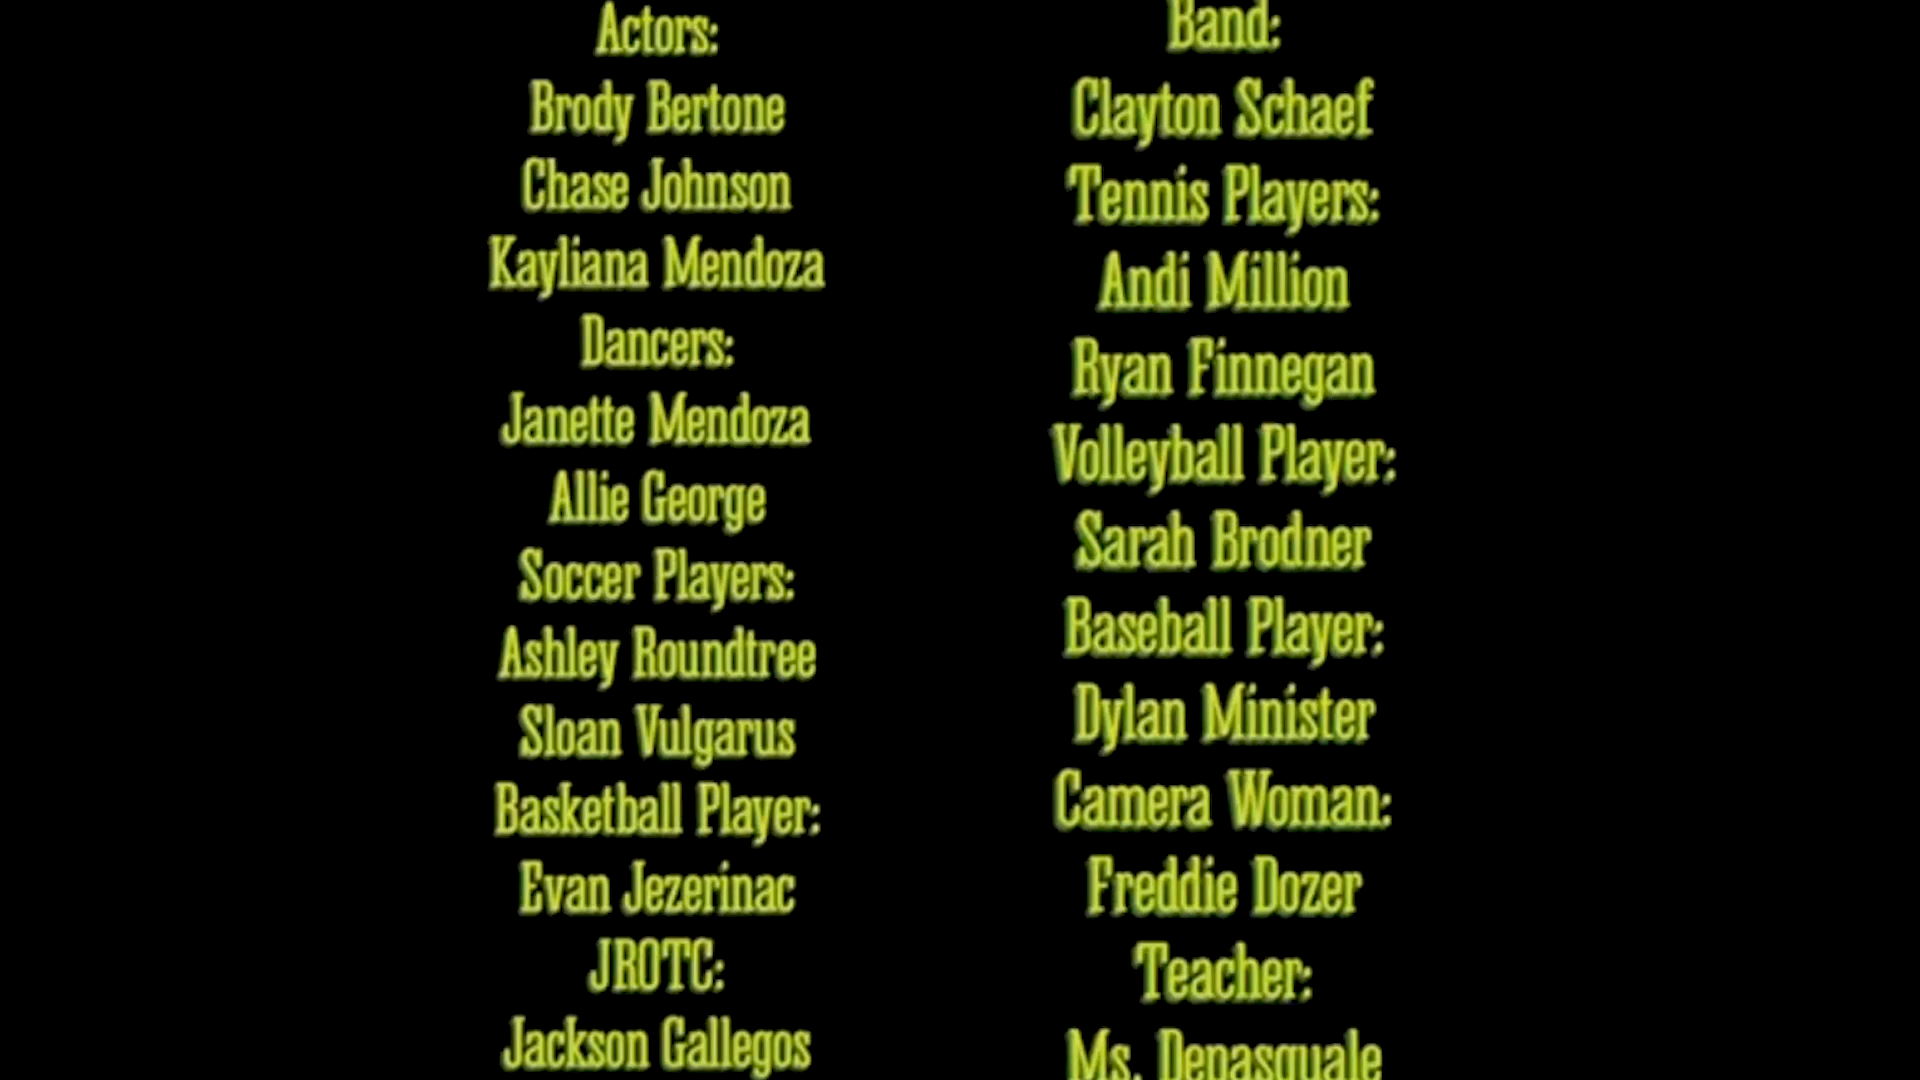 Actors:
Brody Bertone
Chase Johnson
Kayliana Mendoza
Dancers:
Janette Mendoza
Allie George
Soccer Players:
Ashley Roundtree
Sloan Vulgarus
Basketball Player:
Evan Jezerinac
JROTC:
Jackson Gallegos
Band:
Clayton Schaef
Tennis Players:
Andi Million
Ryan Finnegan
Volleyball Player:
Sarah Brodner
Baseball Player:
Dylan Minister
Camera Woman:
Freddie Dozer
Teacher:
Ms. Depasquale